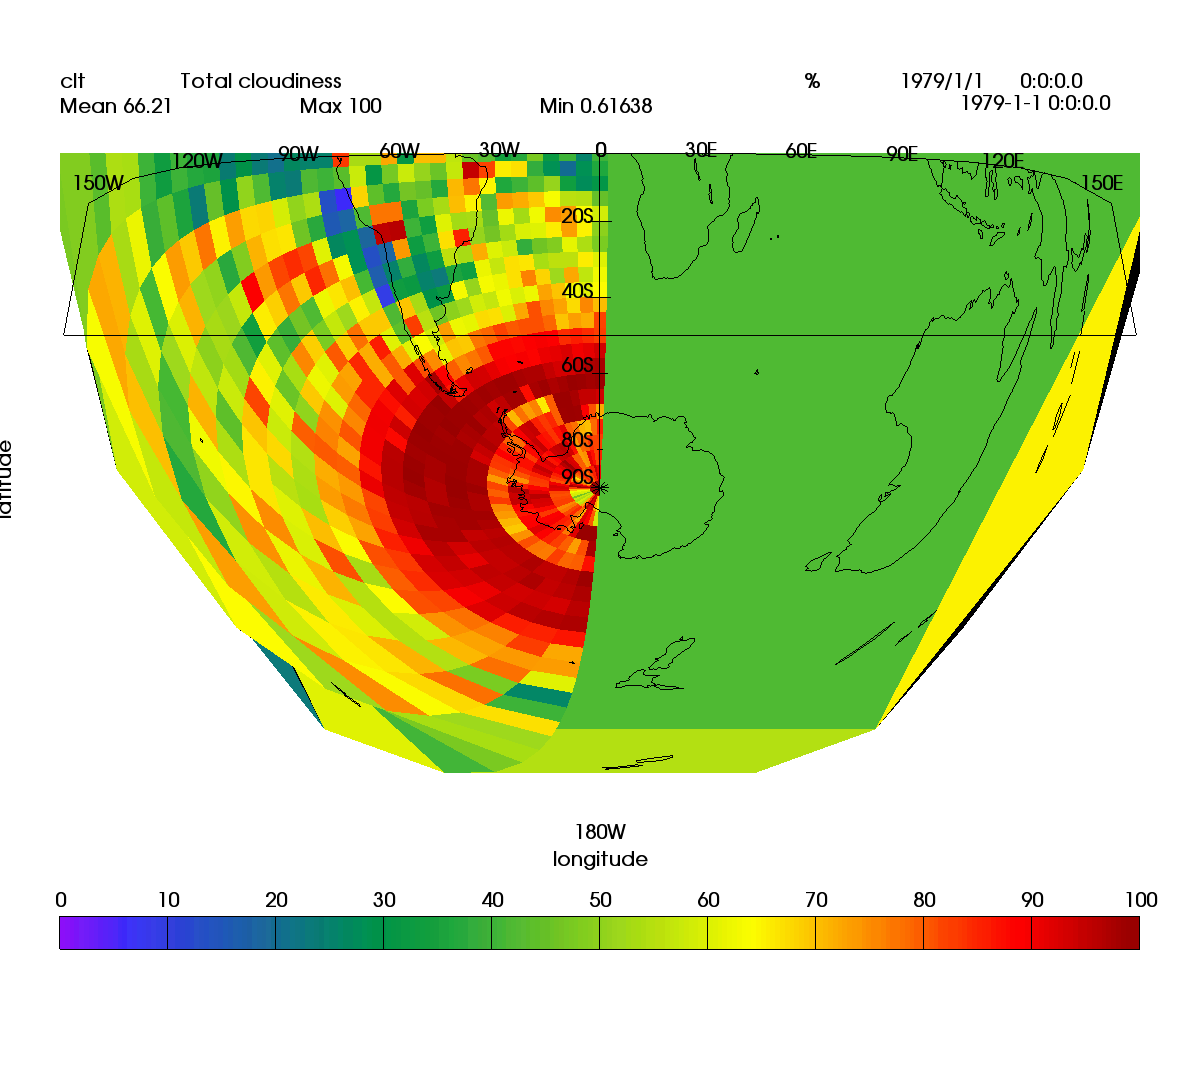 clt Total cloudiness % 1979/1/1 0:0:0.0
Mean 66.21 Max 100 Min 0.61638 1979-1-1 0:0:0.0
150W 120W 90W 60W 30W 0 30E 60E 90E 120E 150E
20S
40S
60S
80S
90S
latitude
180W
longitude
0 10 20 30 40 50 60 70 80 90 100